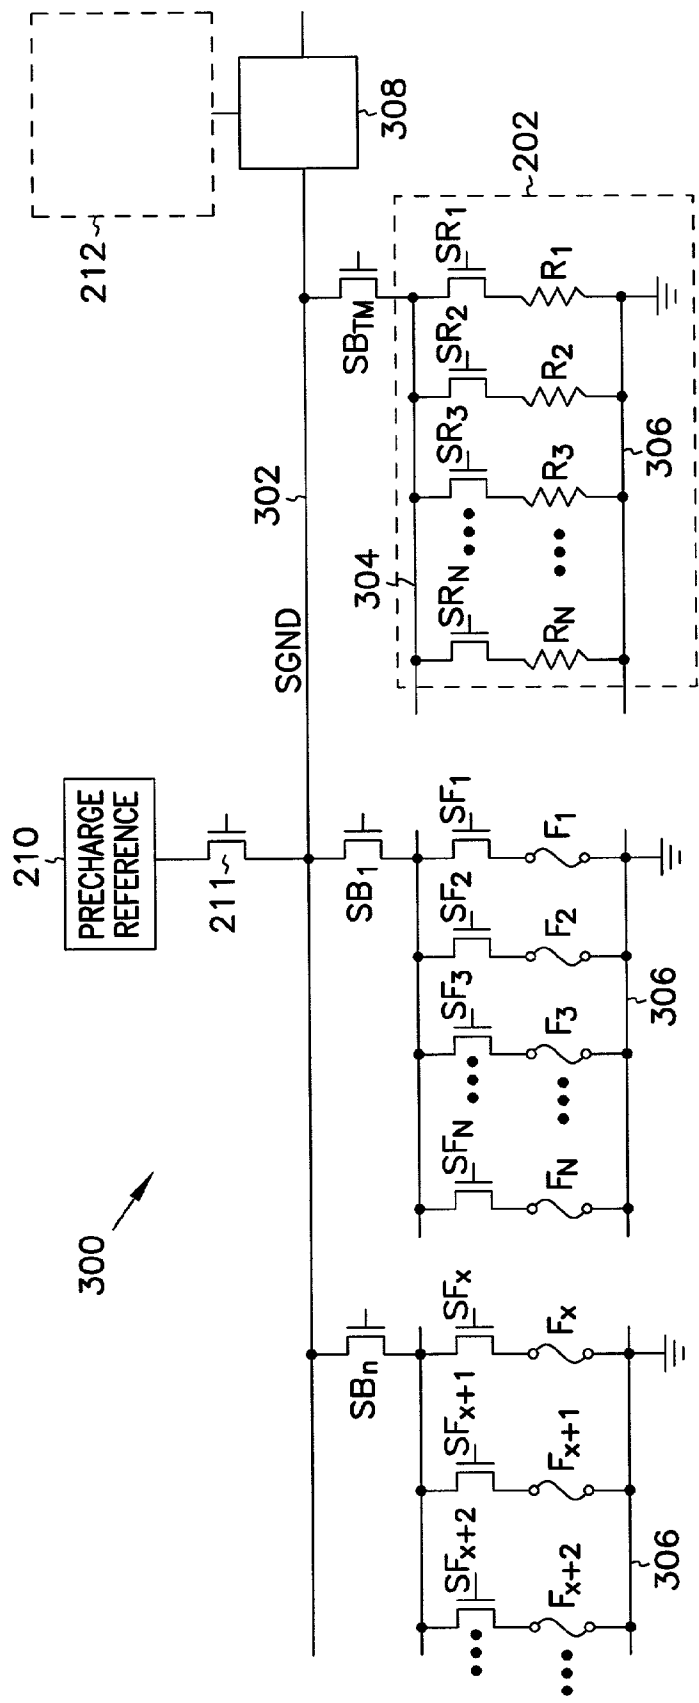 212
308
210
PRECHARGE
REFERENCE
211
300
SGND
302
SBn
SB1
SBTM
202
304
SFx+2
SFx+1
SFx
SFN
SF3
SF2
SF1
SRN
SR3
SR2
SR1
Fx+2
Fx+1
Fx
FN
F3
F2
F1
RN
R3
R2
R1
306
306
306